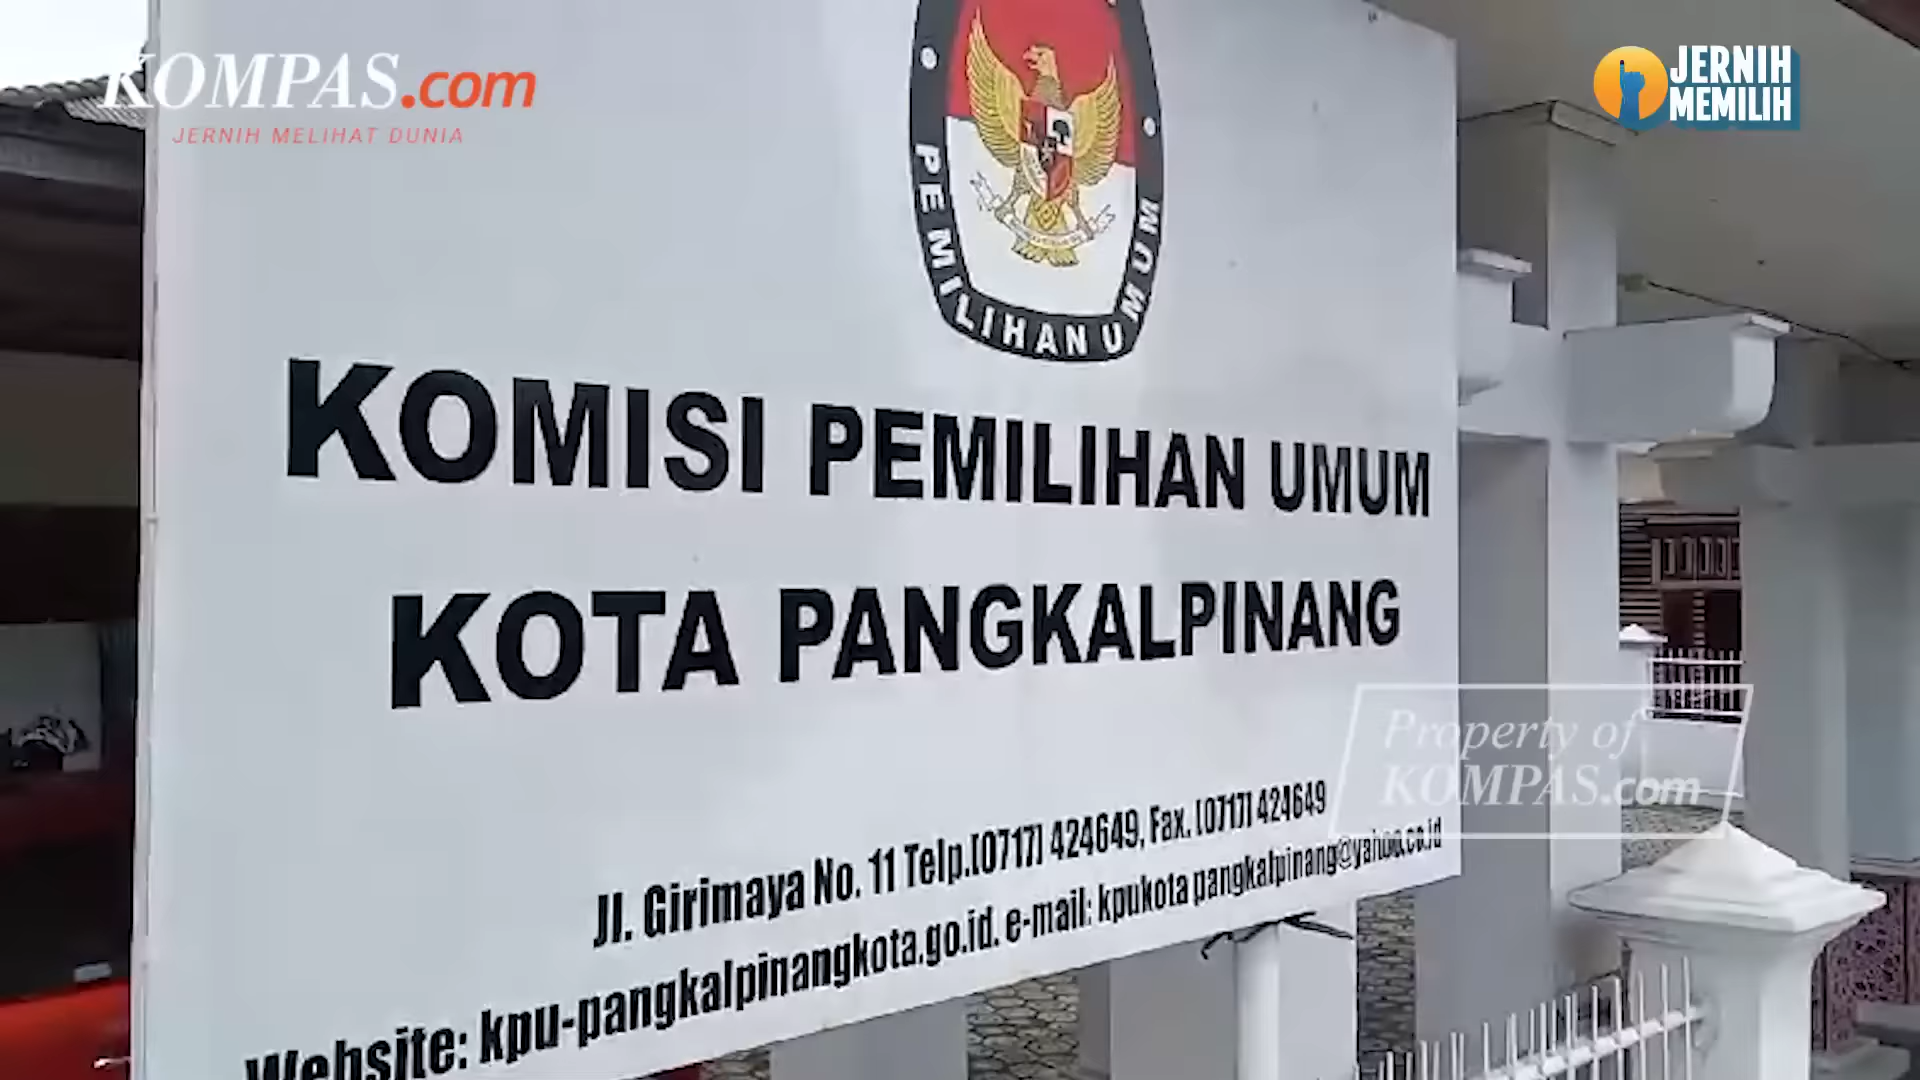 KOMPAS.com
JERNIH MELIHAT DUNIA
JERNIH
MEMILIH
PEMILIHAN UMUM
KOMISI PEMILIHAN UMUM
KOTA PANGKALPINANG
Jl. Girimaya No. 11 Telp.(0717) 424649, Fax. (0717) 424649
Website: kpu-pangkalpinangkota.go.id. e-mail: kpukota pangkalpinang@yahoo.co.id
Property of
KOMPAS.com